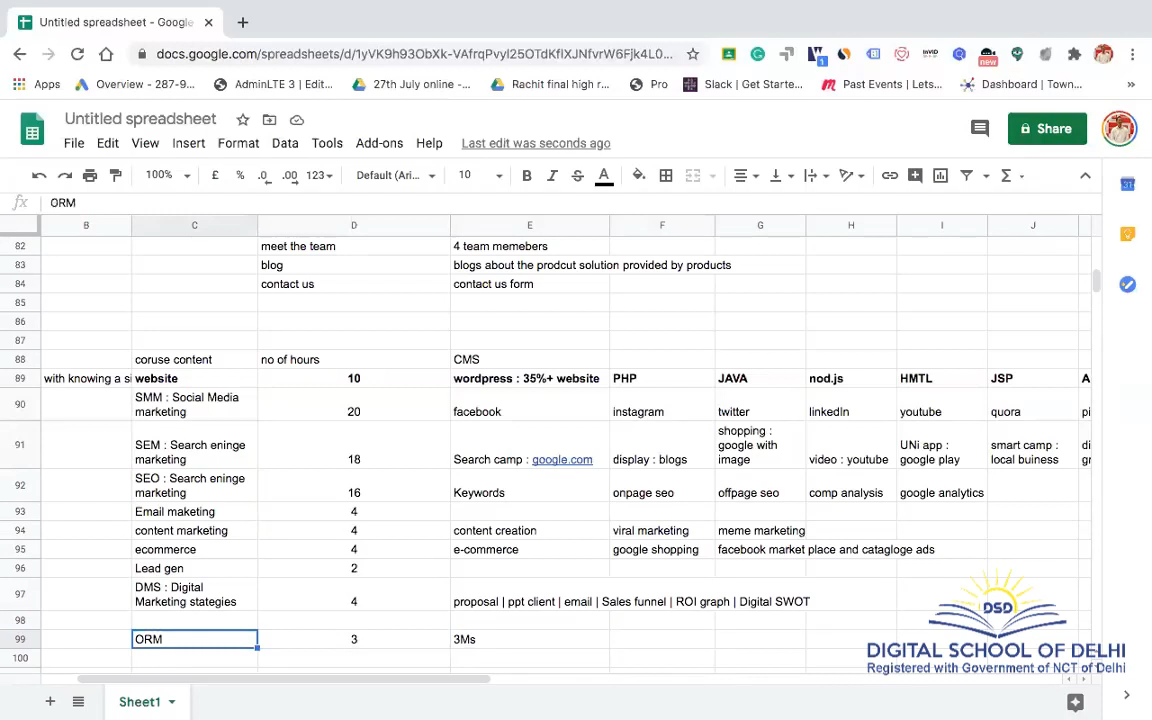 Untitled spreadsheet - Google
docs.google.com/spreadsheets/d/1yVK9h93ObXk-VAfrqPvyl25OTdKflXJNfvrW6Fjk4L0...
Apps Overview - 287-9... AdminLTE 3 | Edit... 27th July online -... Rachit final high r... Pro Slack | Get Starte... Past Events | Lets... Dashboard | Town... »
Untitled spreadsheet
File Edit View Insert Format Data Tools Add-ons Help Last edit was seconds ago
Share
100% £ % .0 .00 123 Default (Ari... 10 B I S A
fx ORM
B C D E F G H I J
82 meet the team 4 team memebers
83 blog blogs about the prodcut solution provided by products
84 contact us contact us form
85
86
87
88 coruse content no of hours CMS
89 with knowing a si website 10 wordpress : 35%+ website PHP JAVA nod.js HMTL JSP A
90 SMM : Social Media
marketing 20 facebook instagram twitter linkedIn youtube quora pi
91 SEM : Search eninge
marketing 18 Search camp : google.com display : blogs shopping :
google with
image video : youtube UNi app :
google play smart camp :
local buiness di
gr
92 SEO : Search eninge
marketing 16 Keywords onpage seo offpage seo comp analysis google analytics
93 Email maketing 4
94 content marketing 4 content creation viral marketing meme marketing
95 ecommerce 4 e-commerce google shopping facebook market place and catagloge ads
96 Lead gen 2
97 DMS : Digital
Marketing stategies 4 proposal | ppt client | email | Sales funnel | ROI graph | Digital SWOT
98
99 ORM 3 3Ms
100
DSD
DIGITAL SCHOOL OF DELHI
Registered with Government of NCT of Delhi
Sheet1